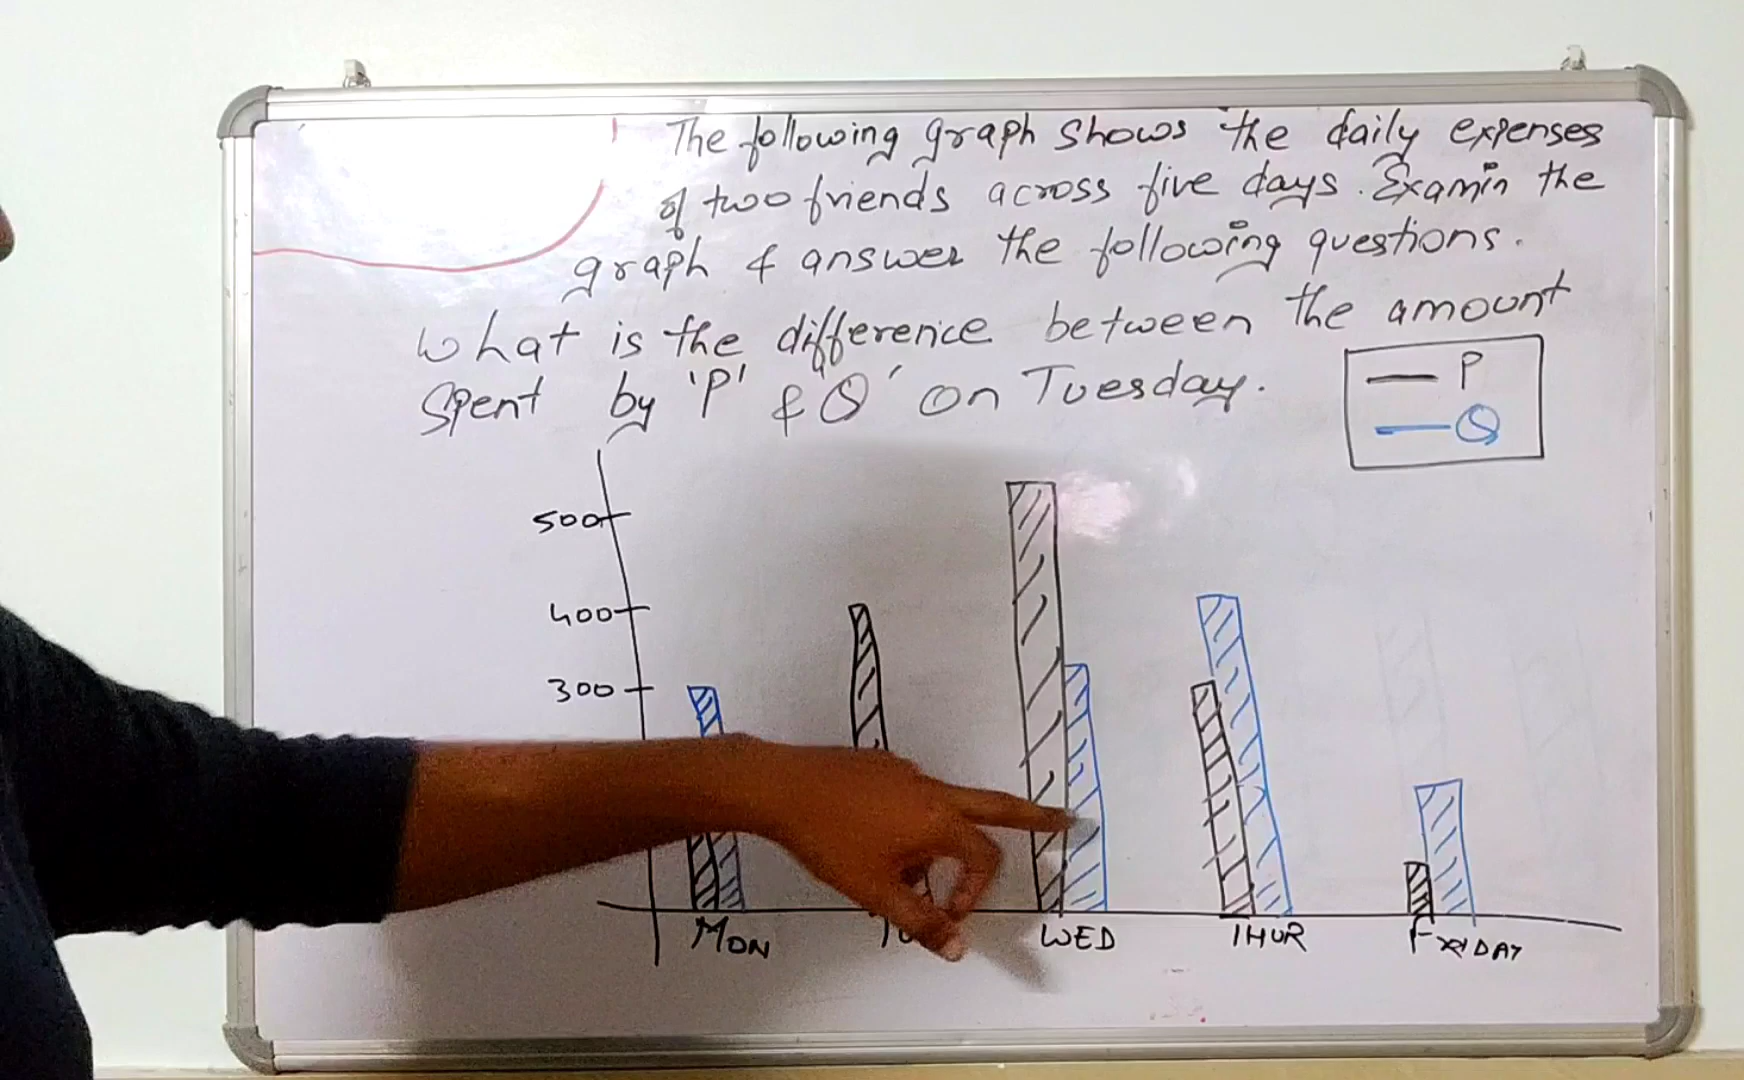 The following graph shows the daily expenses
of two friends across five days. Examin the
graph & answer the following questions.
What is the difference between the amount
spent by 'P' & 'Q' on Tuesday.
P
Q
500
400
300
MON
WED
THUR
FRIDAY